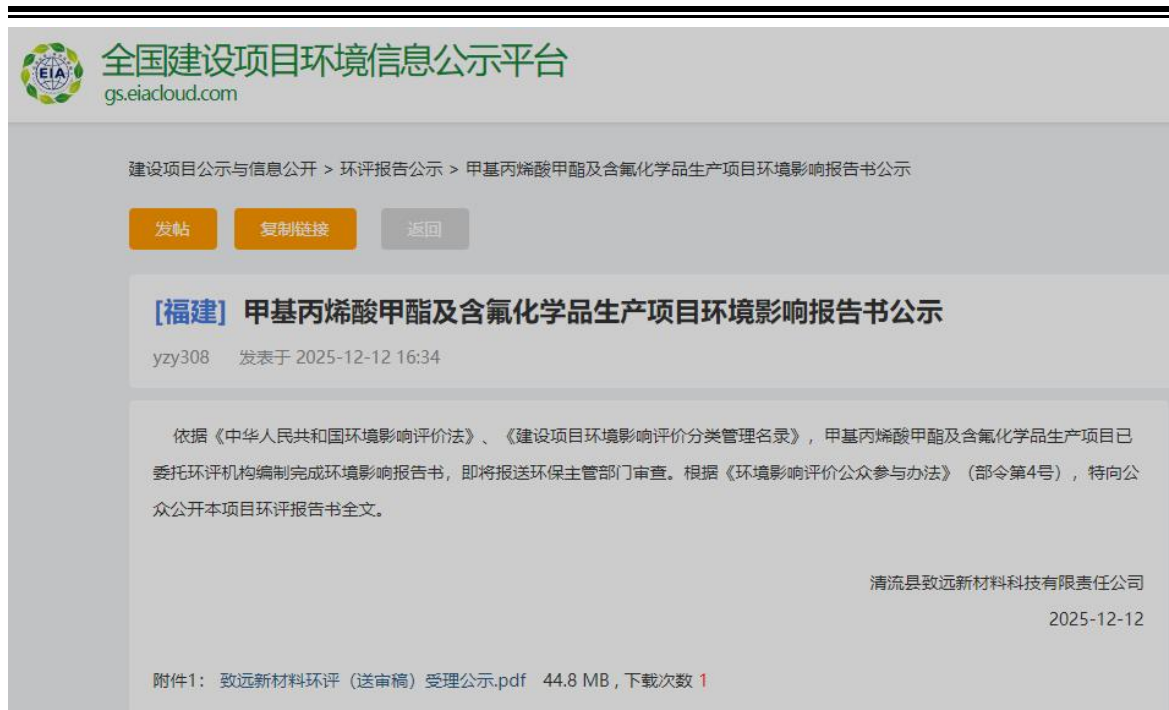 EIA
全国建设项目环境信息公示平台
gs.eiacloud.com
建设项目公示与信息公开 > 环评报告公示 > 甲基丙烯酸甲酯及含氟化学品生产项目环境影响报告书公示
发帖 复制链接 返回
[福建] 甲基丙烯酸甲酯及含氟化学品生产项目环境影响报告书公示
yzy308 发表于 2025-12-12 16:34
依据《中华人民共和国环境影响评价法》、《建设项目环境影响评价分类管理名录》，甲基丙烯酸甲酯及含氟化学品生产项目已
委托环评机构编制完成环境影响报告书，即将报送环保主管部门审查。根据《环境影响评价公众参与办法》（部令第4号），特向公
众公开本项目环评报告书全文。
清流县致远新材料科技有限责任公司
2025-12-12
附件1： 致远新材料环评（送审稿）受理公示.pdf 44.8 MB , 下载次数 1